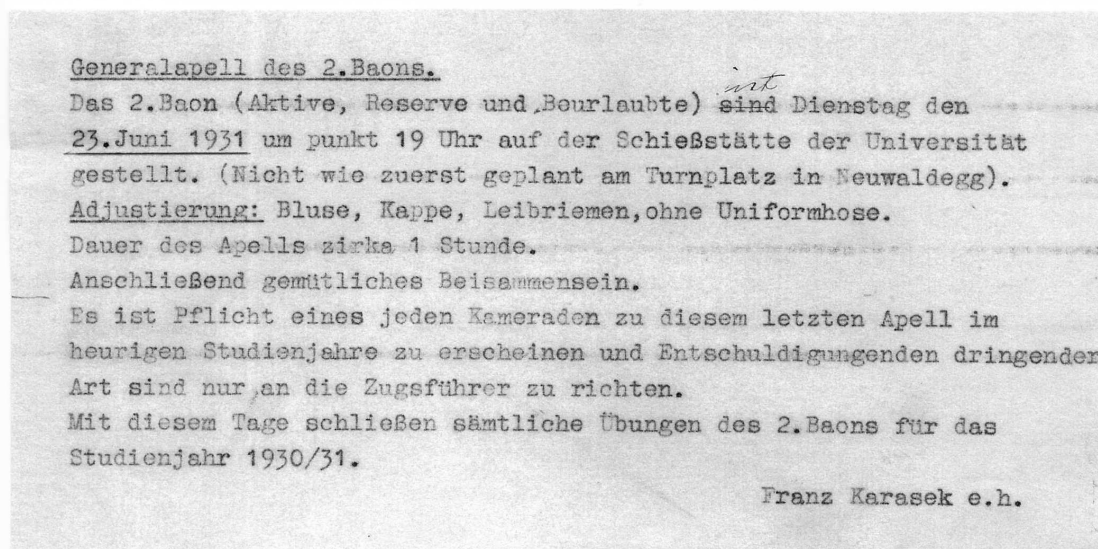 Generalapell des 2.Baons.
Das 2.Baon (Aktive, Reserve und Beurlaubte) sind ist Dienstag den
23.Juni 1931 um punkt 19 Uhr auf der Schießstätte der Universität
gestellt. (Nicht wie zuerst geplant am Turnplatz in Neuwaldegg).
Adjustierung: Bluse, Kappe, Leibriemen,ohne Uniformhose.
Dauer des Apells zirka 1 Stunde.
Anschließend gemütliches Beisammensein.
Es ist Pflicht eines jeden Kameraden zu diesem letzten Apell im
heurigen Studienjahre zu erscheinen und Entschuldigungenden dringender
Art sind nur an die Zugsführer zu richten.
Mit diesem Tage schließen sämtliche Übungen des 2.Baons für das
Studienjahr 1930/31.
Franz Karasek e.h.